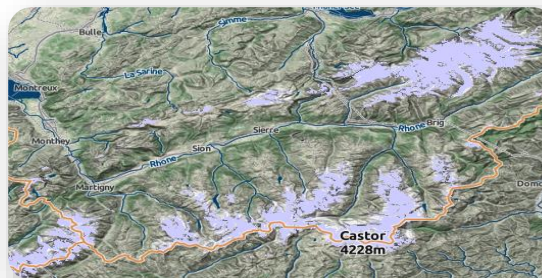 Simme
Bulle
La Sarine
Montreux
Monthey
Rhone
Sion
Sierre
Rhone
Brig
Martigny
Domo
Castor
4228m